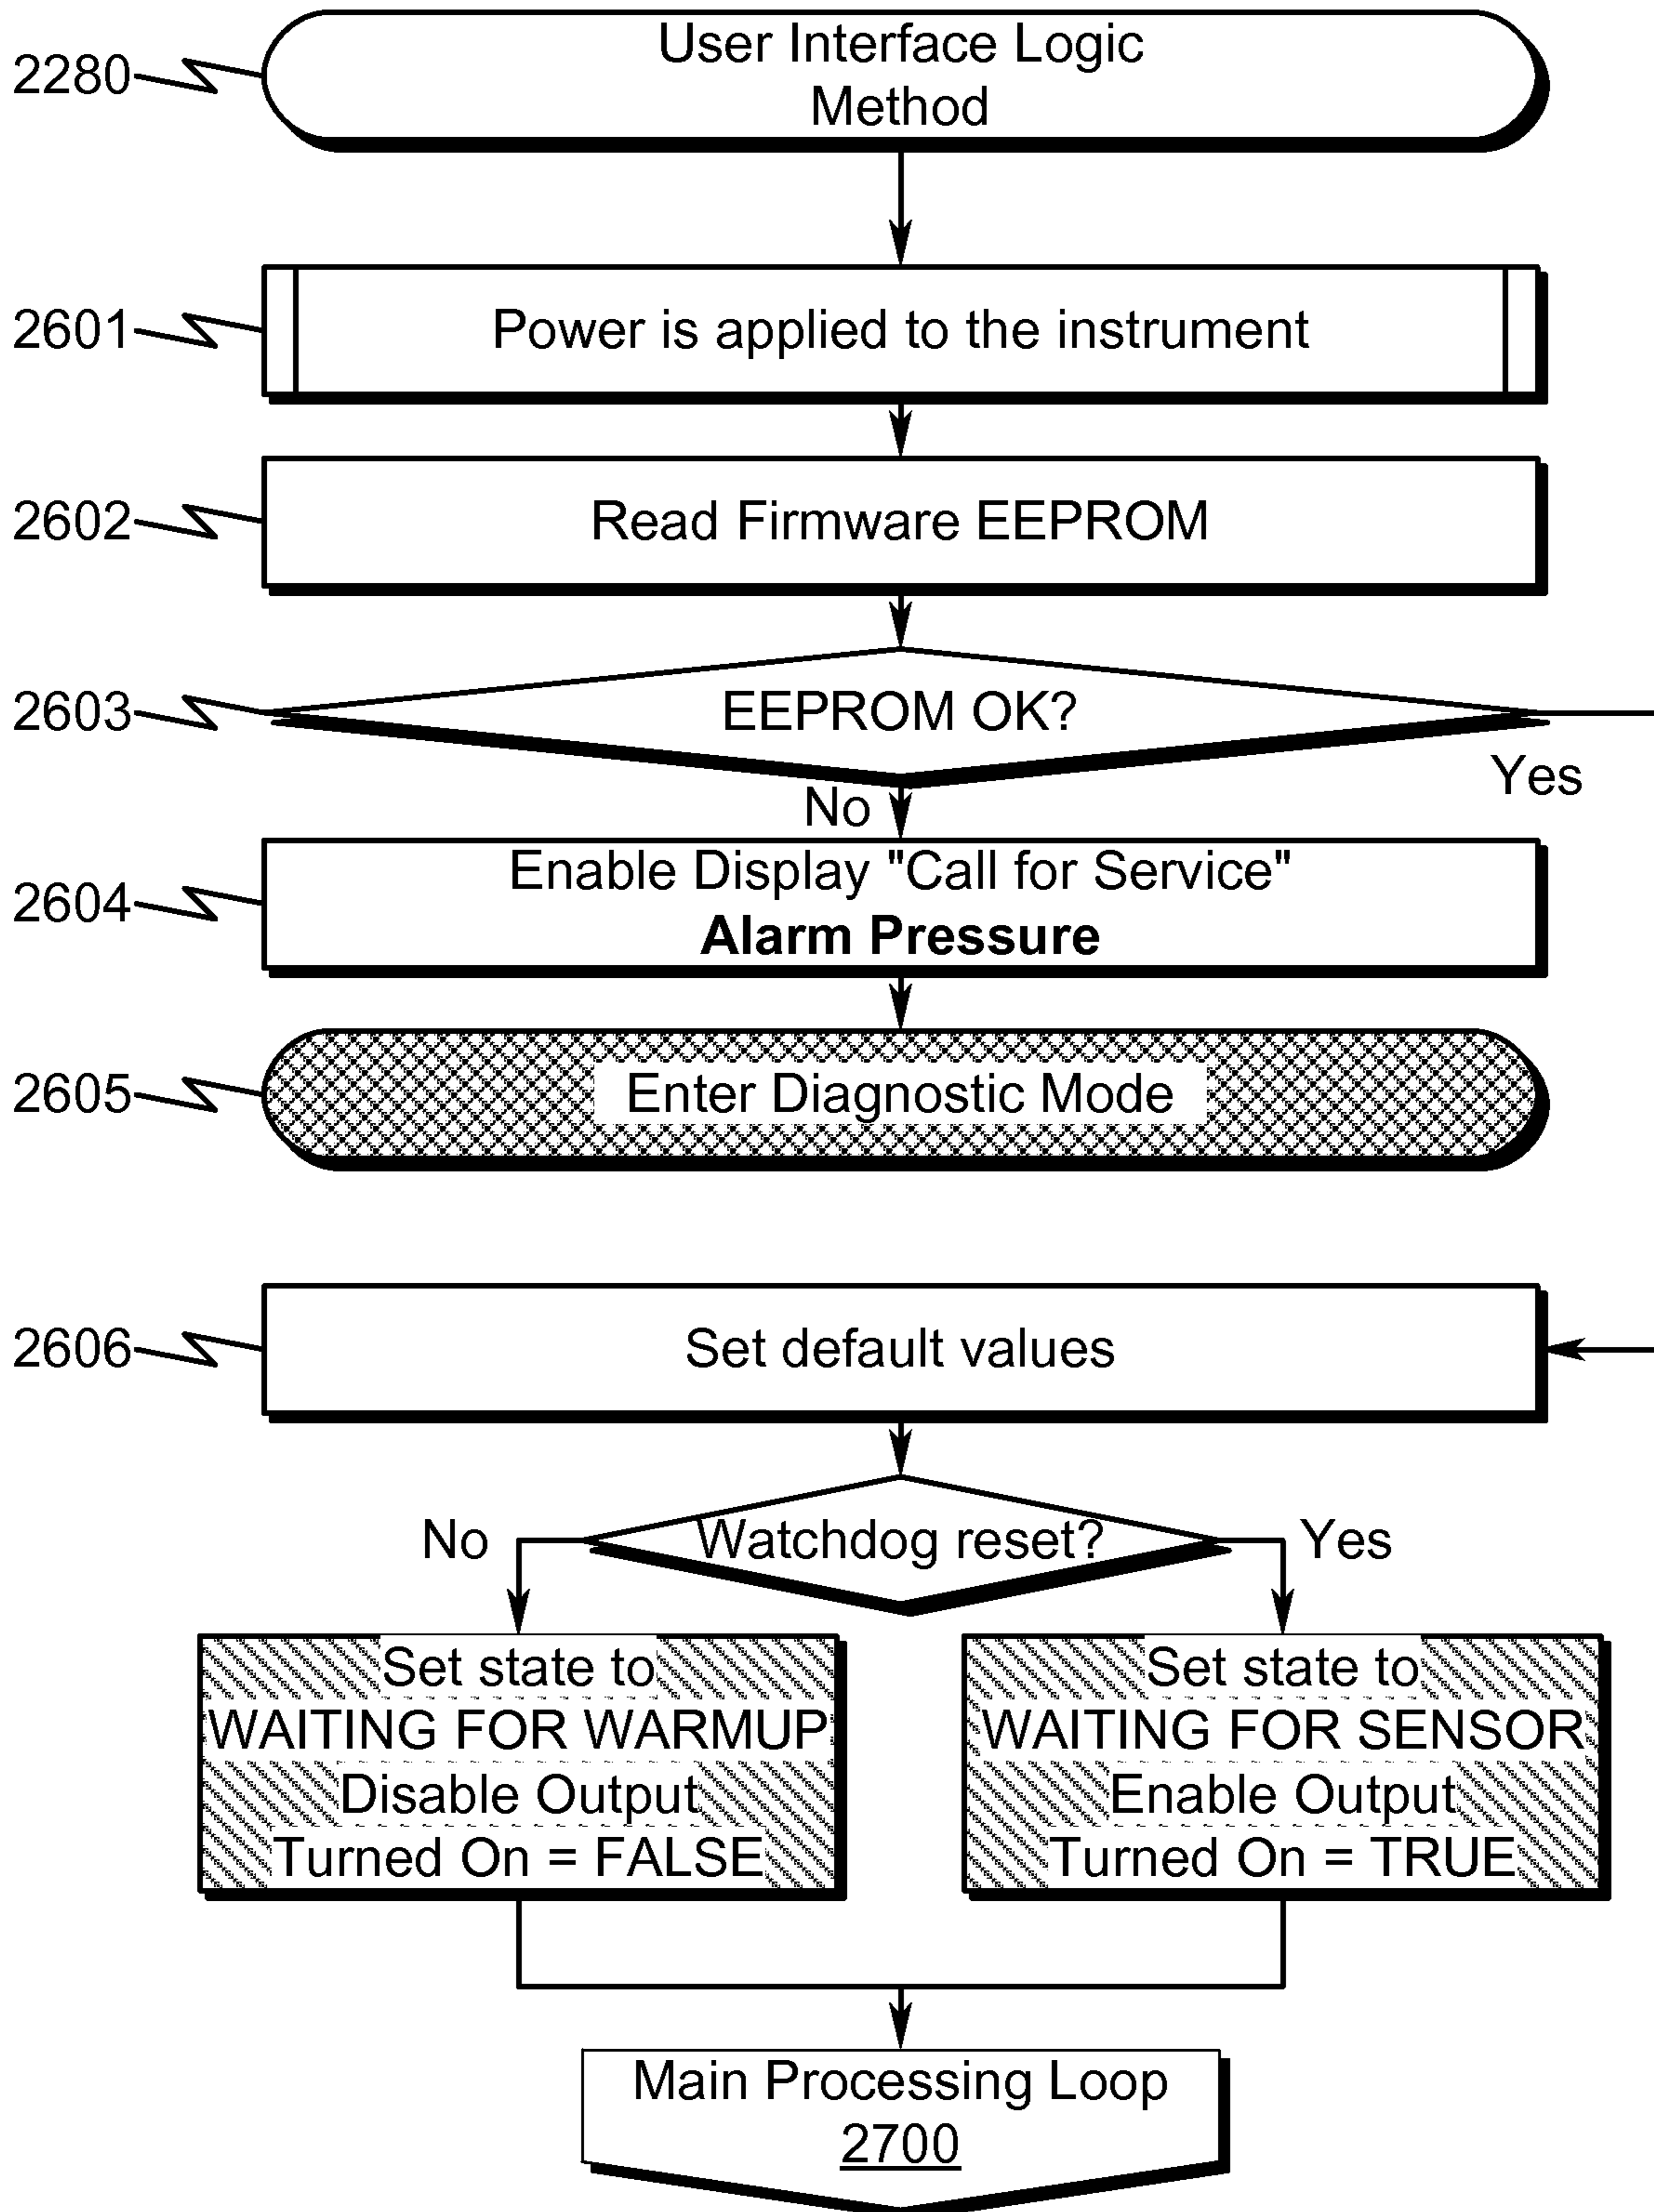 2280
User Interface Logic
Method
2601
Power is applied to the instrument
2602
Read Firmware EEPROM
2603
EEPROM OK?
Yes
No
2604
Enable Display "Call for Service"
Alarm Pressure
2605
Enter Diagnostic Mode
2606
Set default values
No
Watchdog reset?
Yes
Set state to
WAITING FOR WARMUP
Disable Output
Turned On = FALSE
Set state to
WAITING FOR SENSOR
Enable Output
Turned On = TRUE
Main Processing Loop
2700